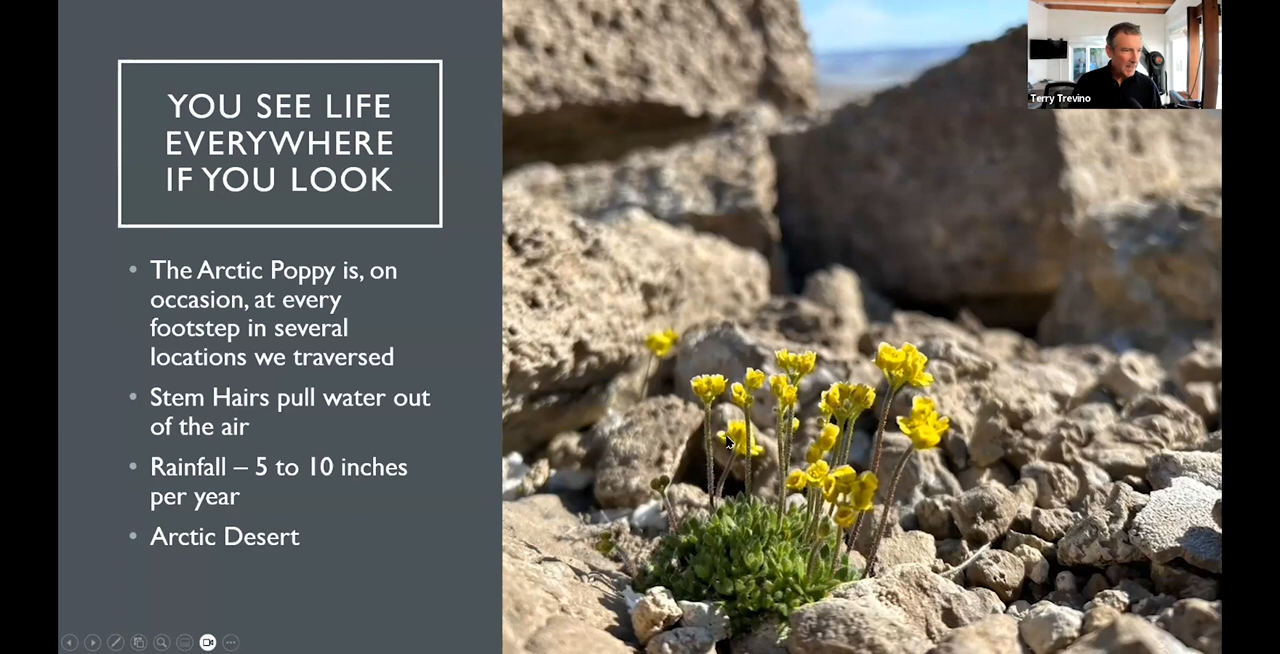 YOU SEE LIFE
EVERYWHERE
IF YOU LOOK
The Arctic Poppy is, on
occasion, at every
footstep in several
locations we traversed
Stem Hairs pull water out
of the air
Rainfall – 5 to 10 inches
per year
Arctic Desert
Terry Trevino